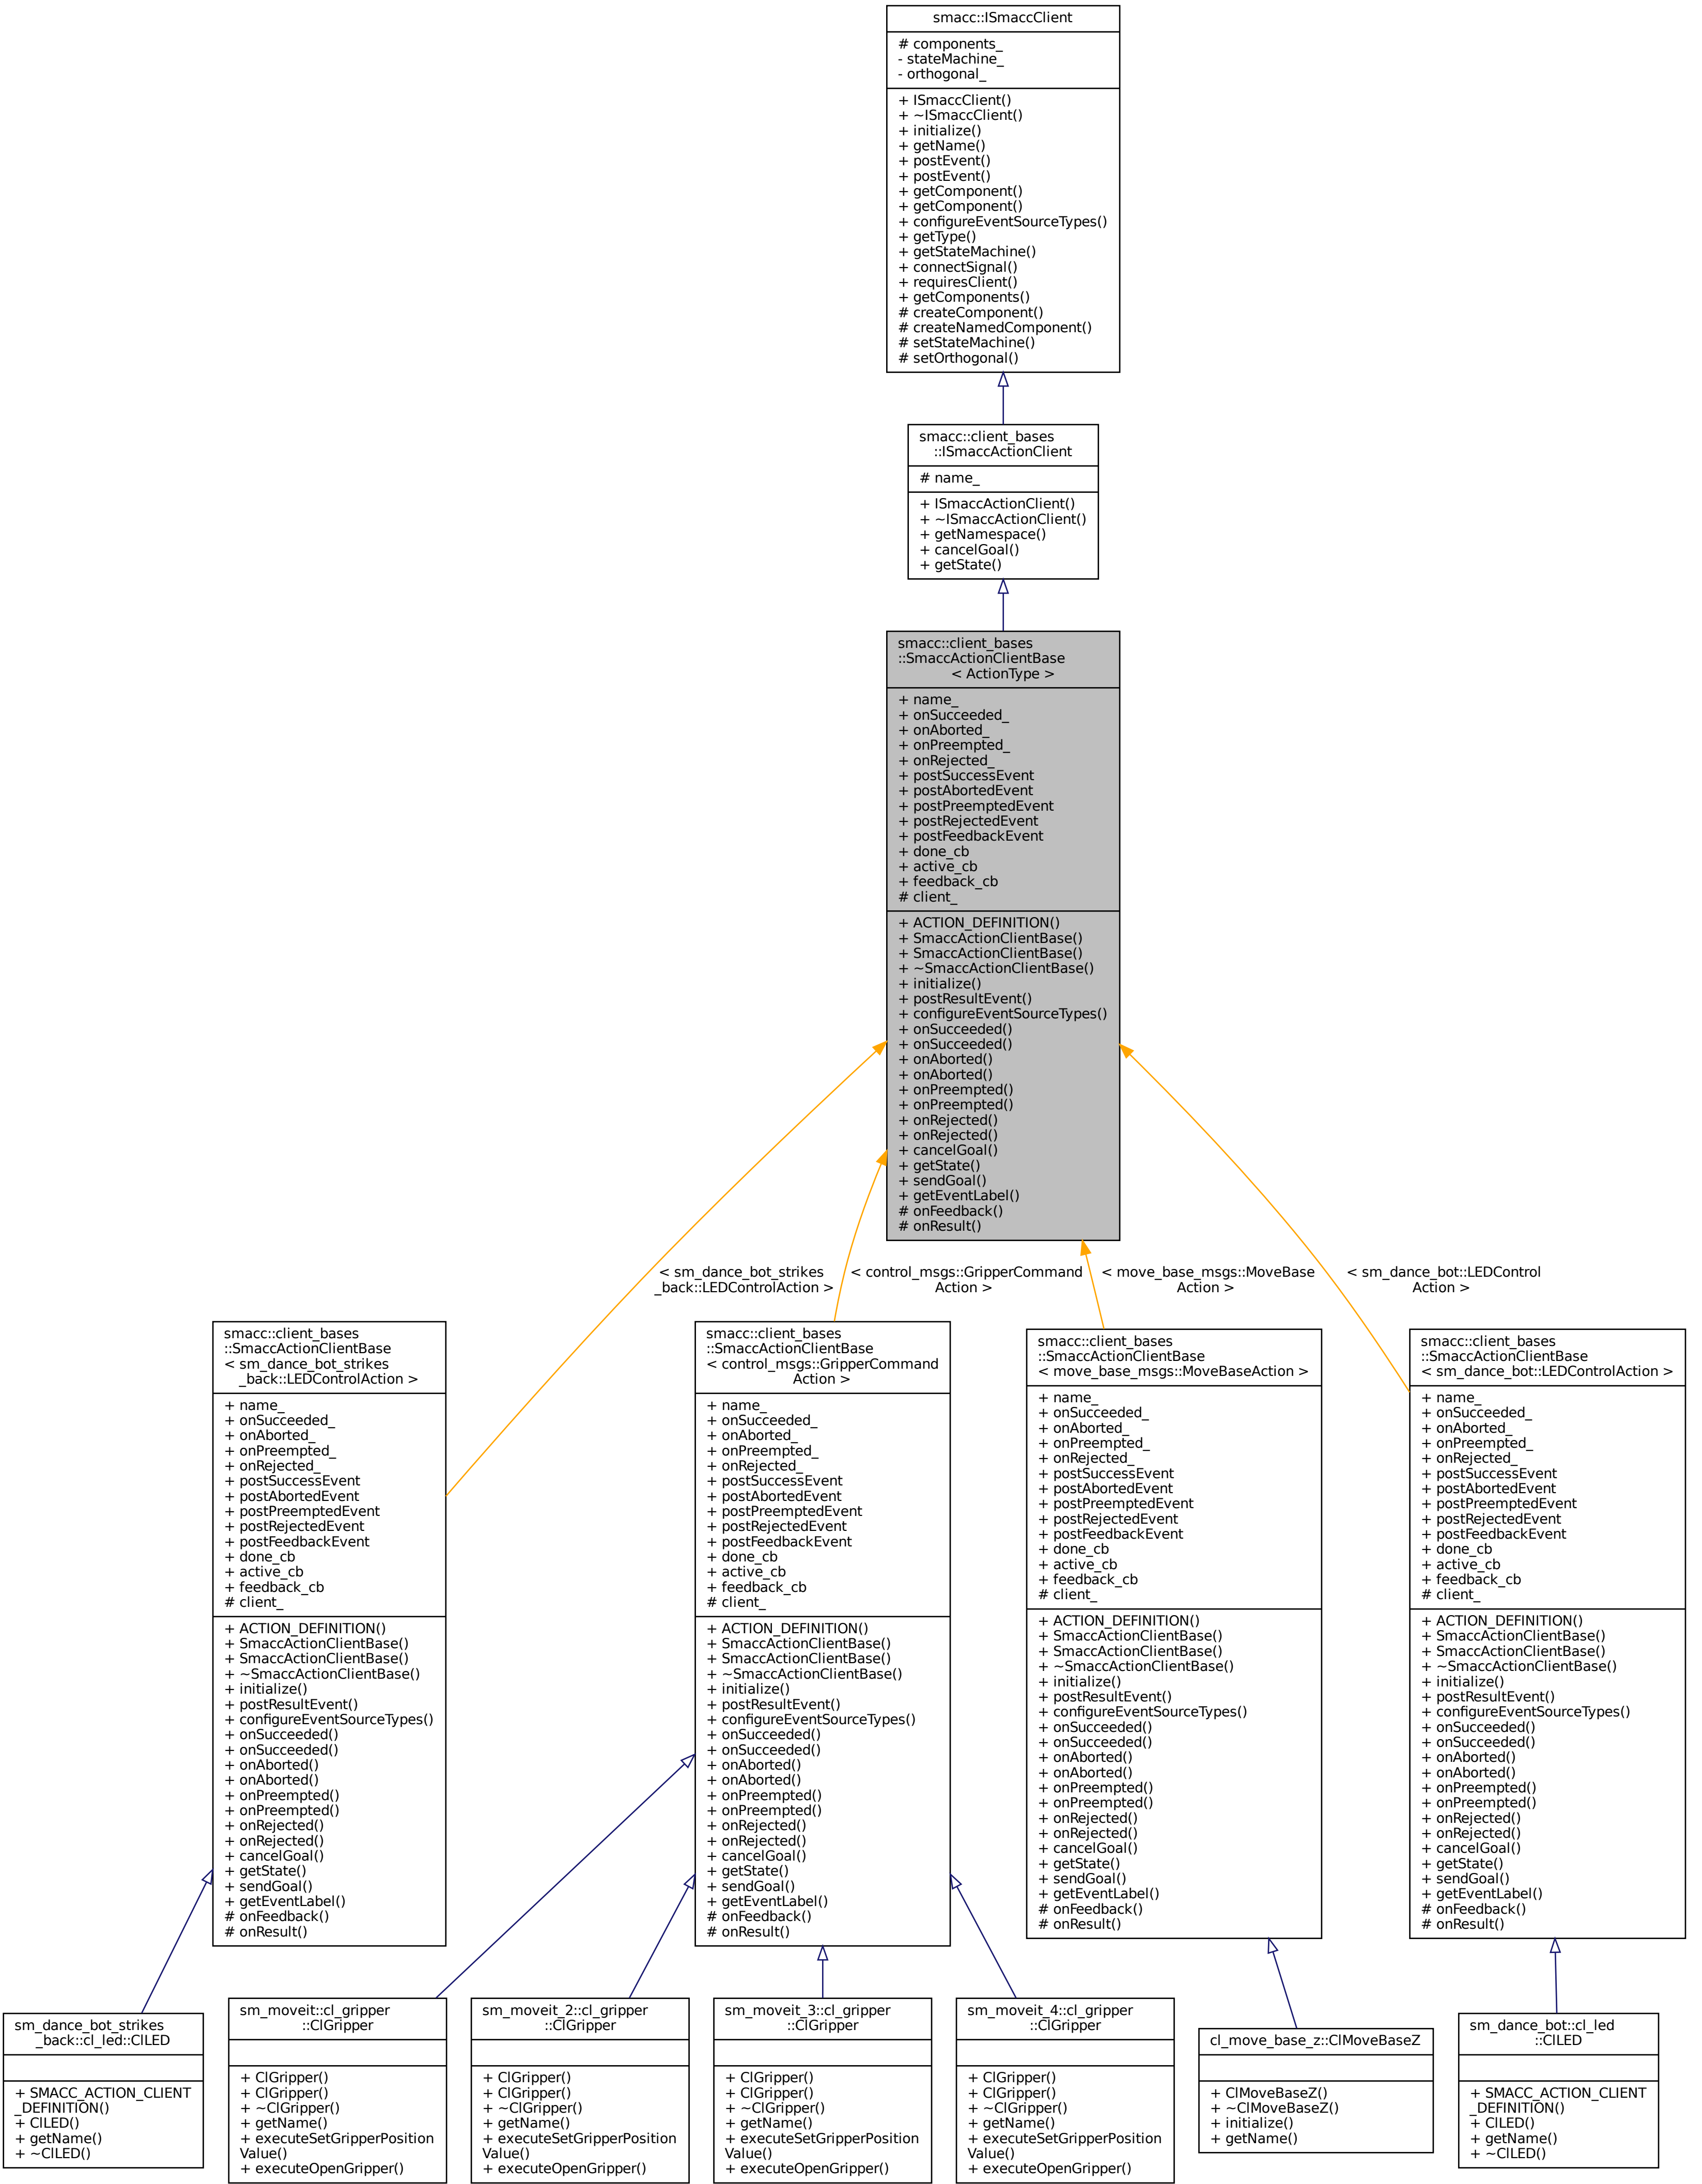 smacc::ISmaccClient
# components_
- stateMachine_
- orthogonal_
+ ISmaccClient()
+ ~ISmaccClient()
+ initialize()
+ getName()
+ postEvent()
+ postEvent()
+ getComponent()
+ getComponent()
+ configureEventSourceTypes()
+ getType()
+ getStateMachine()
+ connectSignal()
+ requiresClient()
+ getComponents()
# createComponent()
# createNamedComponent()
# setStateMachine()
# setOrthogonal()
smacc::client_bases
::ISmaccActionClient
# name_
+ ISmaccActionClient()
+ ~ISmaccActionClient()
+ getNamespace()
+ cancelGoal()
+ getState()
smacc::client_bases
::SmaccActionClientBase
< ActionType >
+ name_
+ onSucceeded_
+ onAborted_
+ onPreempted_
+ onRejected_
+ postSuccessEvent
+ postAbortedEvent
+ postPreemptedEvent
+ postRejectedEvent
+ postFeedbackEvent
+ done_cb
+ active_cb
+ feedback_cb
# client_
+ ACTION_DEFINITION()
+ SmaccActionClientBase()
+ SmaccActionClientBase()
+ ~SmaccActionClientBase()
+ initialize()
+ postResultEvent()
+ configureEventSourceTypes()
+ onSucceeded()
+ onSucceeded()
+ onAborted()
+ onAborted()
+ onPreempted()
+ onPreempted()
+ onRejected()
+ onRejected()
+ cancelGoal()
+ getState()
+ sendGoal()
+ getEventLabel()
# onFeedback()
# onResult()
< sm_dance_bot_strikes
_back::LEDControlAction >
< control_msgs::GripperCommand
Action >
< move_base_msgs::MoveBase
Action >
< sm_dance_bot::LEDControl
Action >
smacc::client_bases
::SmaccActionClientBase
< sm_dance_bot_strikes
_back::LEDControlAction >
+ name_
+ onSucceeded_
+ onAborted_
+ onPreempted_
+ onRejected_
+ postSuccessEvent
+ postAbortedEvent
+ postPreemptedEvent
+ postRejectedEvent
+ postFeedbackEvent
+ done_cb
+ active_cb
+ feedback_cb
# client_
+ ACTION_DEFINITION()
+ SmaccActionClientBase()
+ SmaccActionClientBase()
+ ~SmaccActionClientBase()
+ initialize()
+ postResultEvent()
+ configureEventSourceTypes()
+ onSucceeded()
+ onSucceeded()
+ onAborted()
+ onAborted()
+ onPreempted()
+ onPreempted()
+ onRejected()
+ onRejected()
+ cancelGoal()
+ getState()
+ sendGoal()
+ getEventLabel()
# onFeedback()
# onResult()
smacc::client_bases
::SmaccActionClientBase
< control_msgs::GripperCommand
Action >
+ name_
+ onSucceeded_
+ onAborted_
+ onPreempted_
+ onRejected_
+ postSuccessEvent
+ postAbortedEvent
+ postPreemptedEvent
+ postRejectedEvent
+ postFeedbackEvent
+ done_cb
+ active_cb
+ feedback_cb
# client_
+ ACTION_DEFINITION()
+ SmaccActionClientBase()
+ SmaccActionClientBase()
+ ~SmaccActionClientBase()
+ initialize()
+ postResultEvent()
+ configureEventSourceTypes()
+ onSucceeded()
+ onSucceeded()
+ onAborted()
+ onAborted()
+ onPreempted()
+ onPreempted()
+ onRejected()
+ onRejected()
+ cancelGoal()
+ getState()
+ sendGoal()
+ getEventLabel()
# onFeedback()
# onResult()
smacc::client_bases
::SmaccActionClientBase
< move_base_msgs::MoveBaseAction >
+ name_
+ onSucceeded_
+ onAborted_
+ onPreempted_
+ onRejected_
+ postSuccessEvent
+ postAbortedEvent
+ postPreemptedEvent
+ postRejectedEvent
+ postFeedbackEvent
+ done_cb
+ active_cb
+ feedback_cb
# client_
+ ACTION_DEFINITION()
+ SmaccActionClientBase()
+ SmaccActionClientBase()
+ ~SmaccActionClientBase()
+ initialize()
+ postResultEvent()
+ configureEventSourceTypes()
+ onSucceeded()
+ onSucceeded()
+ onAborted()
+ onAborted()
+ onPreempted()
+ onPreempted()
+ onRejected()
+ onRejected()
+ cancelGoal()
+ getState()
+ sendGoal()
+ getEventLabel()
# onFeedback()
# onResult()
smacc::client_bases
::SmaccActionClientBase
< sm_dance_bot::LEDControlAction >
+ name_
+ onSucceeded_
+ onAborted_
+ onPreempted_
+ onRejected_
+ postSuccessEvent
+ postAbortedEvent
+ postPreemptedEvent
+ postRejectedEvent
+ postFeedbackEvent
+ done_cb
+ active_cb
+ feedback_cb
# client_
+ ACTION_DEFINITION()
+ SmaccActionClientBase()
+ SmaccActionClientBase()
+ ~SmaccActionClientBase()
+ initialize()
+ postResultEvent()
+ configureEventSourceTypes()
+ onSucceeded()
+ onSucceeded()
+ onAborted()
+ onAborted()
+ onPreempted()
+ onPreempted()
+ onRejected()
+ onRejected()
+ cancelGoal()
+ getState()
+ sendGoal()
+ getEventLabel()
# onFeedback()
# onResult()
sm_dance_bot_strikes
_back::cl_led::ClLED
+ SMACC_ACTION_CLIENT
_DEFINITION()
+ ClLED()
+ getName()
+ ~ClLED()
sm_moveit::cl_gripper
::ClGripper
+ ClGripper()
+ ClGripper()
+ ~ClGripper()
+ getName()
+ executeSetGripperPosition
Value()
+ executeOpenGripper()
sm_moveit_2::cl_gripper
::ClGripper
+ ClGripper()
+ ClGripper()
+ ~ClGripper()
+ getName()
+ executeSetGripperPosition
Value()
+ executeOpenGripper()
sm_moveit_3::cl_gripper
::ClGripper
+ ClGripper()
+ ClGripper()
+ ~ClGripper()
+ getName()
+ executeSetGripperPosition
Value()
+ executeOpenGripper()
sm_moveit_4::cl_gripper
::ClGripper
+ ClGripper()
+ ClGripper()
+ ~ClGripper()
+ getName()
+ executeSetGripperPosition
Value()
+ executeOpenGripper()
cl_move_base_z::ClMoveBaseZ
+ ClMoveBaseZ()
+ ~ClMoveBaseZ()
+ initialize()
+ getName()
sm_dance_bot::cl_led
::ClLED
+ SMACC_ACTION_CLIENT
_DEFINITION()
+ ClLED()
+ getName()
+ ~ClLED()